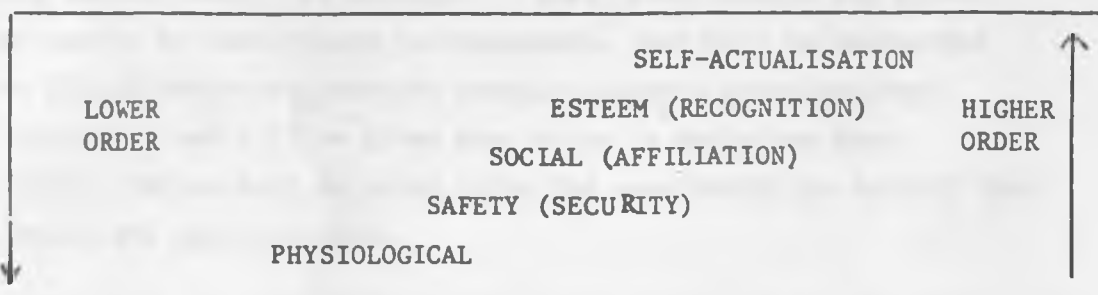 SELF-ACTUALISATION
LOWER ORDER
ESTEEM (RECOGNITION)
HIGHER ORDER
SOCIAL (AFFILIATION)
SAFETY (SECURITY)
PHYSIOLOGICAL